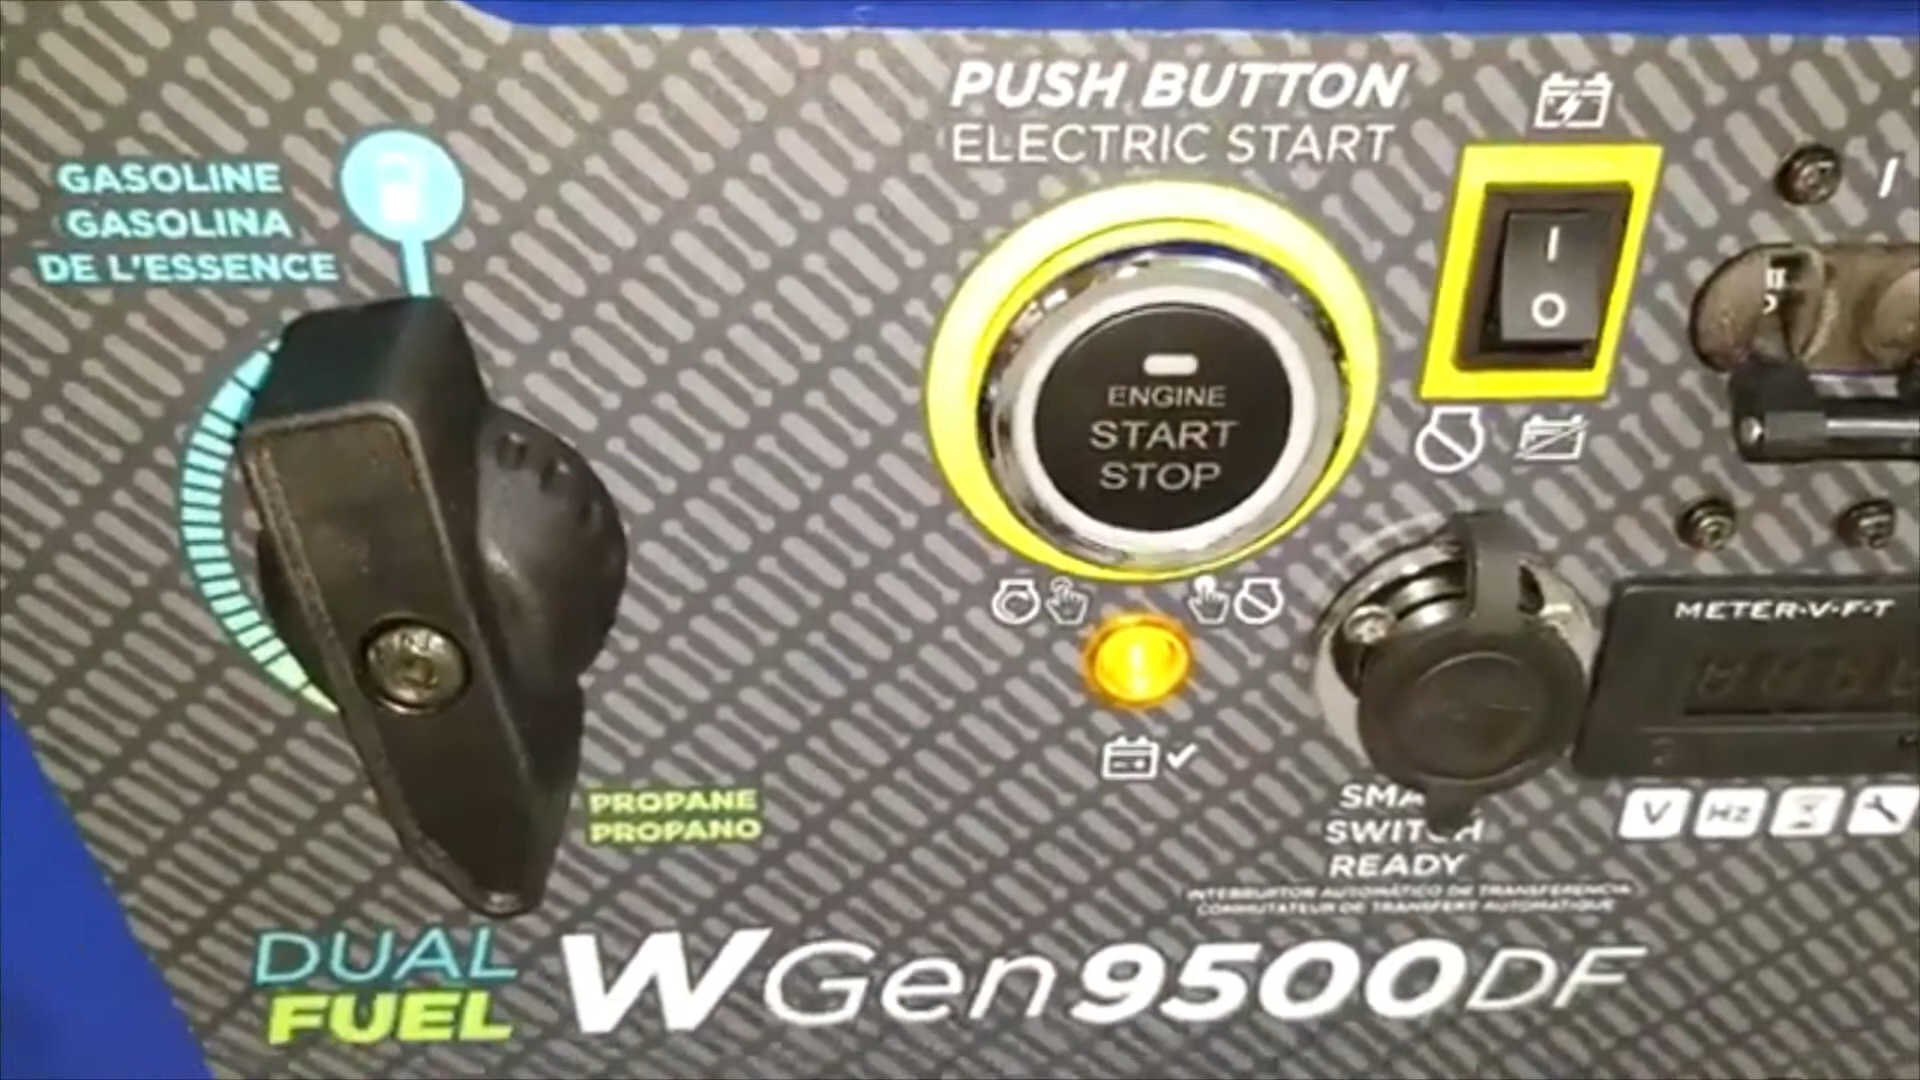 GASOLINE
GASOLINA
DE L'ESSENCE
PUSH BUTTON
ELECTRIC START
I
O
ENGINE
START
STOP
METER•V•F•T
PROPANE
PROPANO
V Hz
SWITCH
READY
INTERRUPTOR AUTOMÁTICO DE TRANSFERENCIA
COMMUTATEUR DE TRANSFERT AUTOMATIQUE
DUAL
FUEL
WGen9500DF